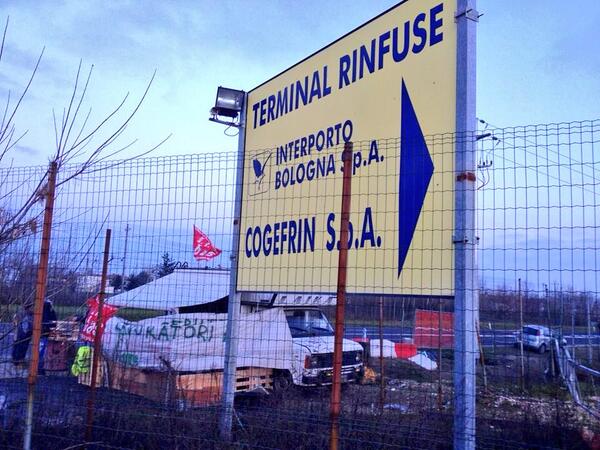 TERMINAL RINFUSE
INTERPORTO
BOLOGNA S.p.A.
COGEFRIN S.p.A.